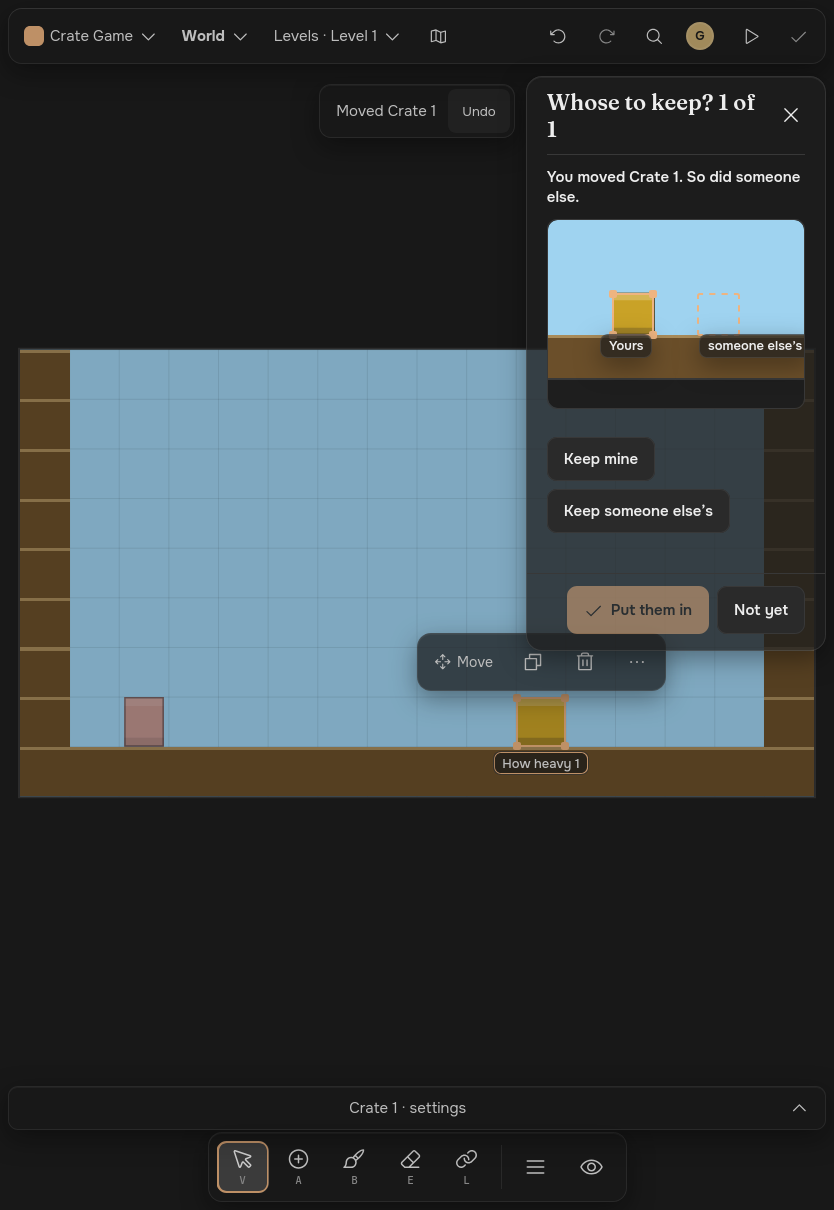 Crate Game
World
Levels · Level 1
G
Moved Crate 1
Undo
Whose to keep? 1 of
1
You moved Crate 1. So did someone
else.
Yours
someone else's
Keep mine
Keep someone else’s
Put them in
Not yet
Move
How heavy 1
Crate 1 · settings
V
A
B
E
L